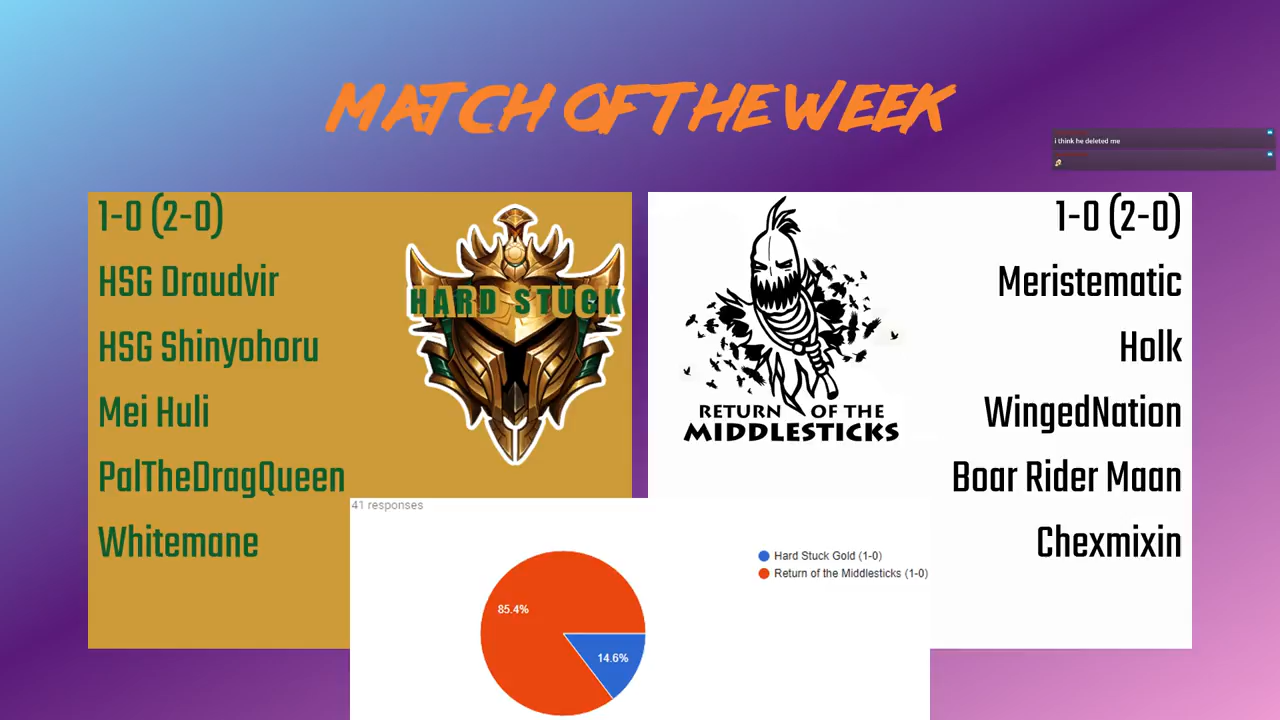 MATCH OF THE WEEK
i think he deleted me
1-0 (2-0)
HSG Draudvir
HSG Shinyohoru
Mei Huli
PalTheDragQueen
Whitemane
HARD STUCK
RETURN OF THE
MIDDLESTICKS
1-0 (2-0)
Meristematic
Holk
WingedNation
Boar Rider Maan
Chexmixin
41 responses
Hard Stuck Gold (1-0)
Return of the Middlesticks (1-0)
85.4%
14.6%